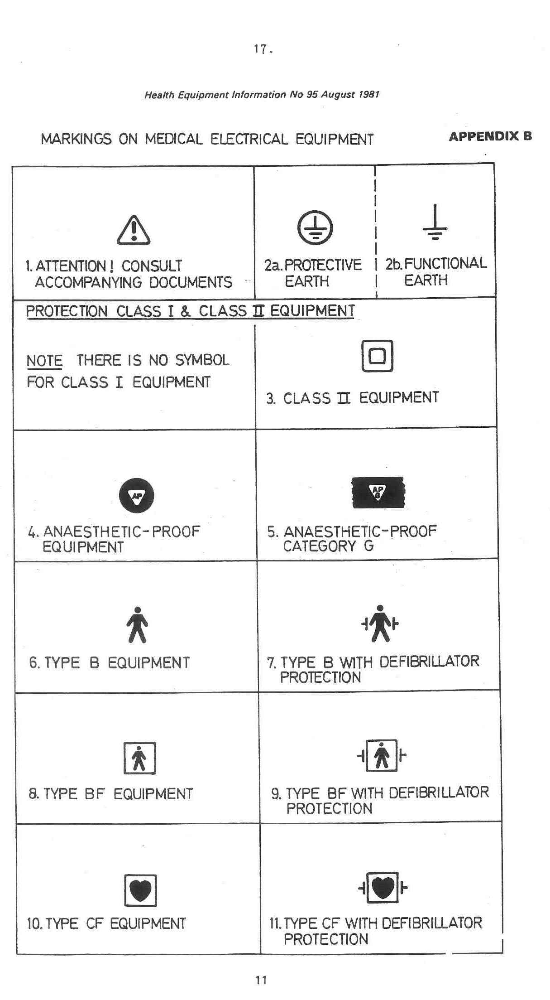 17.
Health Equipment Information No 95 August 1981
MARKINGS ON MEDICAL ELECTRICAL EQUIPMENT
APPENDIX B
!
1. ATTENTION! CONSULT
ACCOMPANYING DOCUMENTS
2a. PROTECTIVE
EARTH
2b. FUNCTIONAL
EARTH
PROTECTION CLASS I & CLASS II EQUIPMENT
NOTE THERE IS NO SYMBOL
FOR CLASS I EQUIPMENT
3. CLASS II EQUIPMENT
AP
4. ANAESTHETIC-PROOF
EQUIPMENT
AP
G
5. ANAESTHETIC-PROOF
CATEGORY G
6. TYPE B EQUIPMENT
7. TYPE B WITH DEFIBRILLATOR
PROTECTION
8. TYPE BF EQUIPMENT
9. TYPE BF WITH DEFIBRILLATOR
PROTECTION
10. TYPE CF EQUIPMENT
11. TYPE CF WITH DEFIBRILLATOR
PROTECTION
11